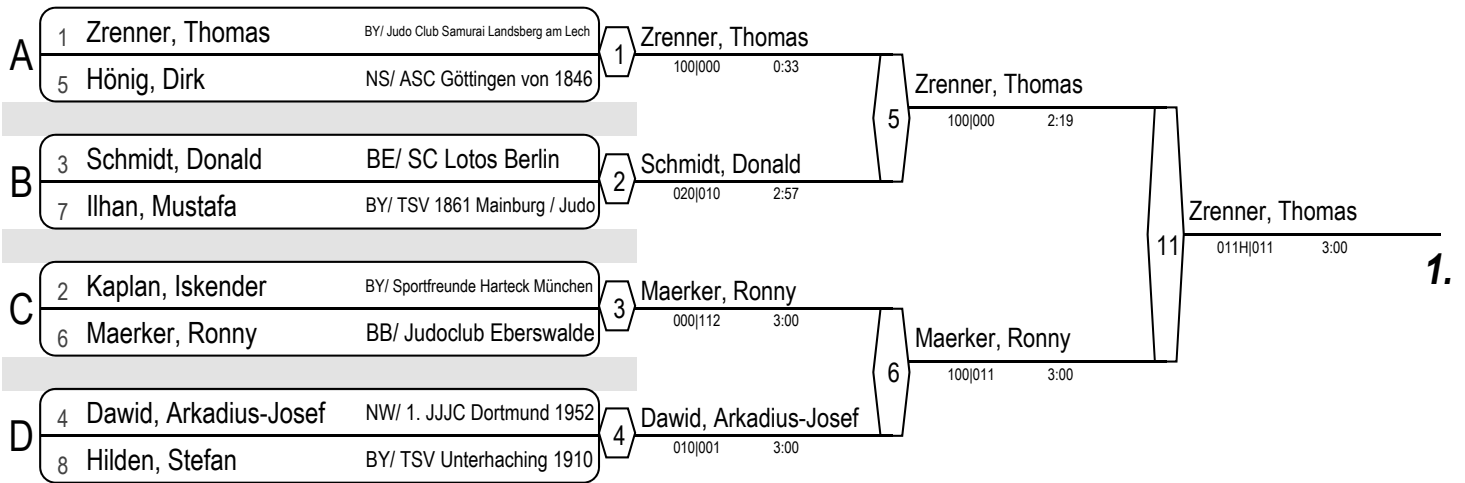 A
1 Zrenner, Thomas BY/ Judo Club Samurai Landsberg am Lech
5 Hönig, Dirk NS/ ASC Göttingen von 1846
1
Zrenner, Thomas
100|000 0:33
B
3 Schmidt, Donald BE/ SC Lotos Berlin
7 Ilhan, Mustafa BY/ TSV 1861 Mainburg / Judo
2
Schmidt, Donald
020|010 2:57
5
Zrenner, Thomas
100|000 2:19
C
2 Kaplan, Iskender BY/ Sportfreunde Harteck München
6 Maerker, Ronny BB/ Judoclub Eberswalde
3
Maerker, Ronny
000|112 3:00
D
4 Dawid, Arkadius-Josef NW/ 1. JJJC Dortmund 1952
8 Hilden, Stefan BY/ TSV Unterhaching 1910
4
Dawid, Arkadius-Josef
010|001 3:00
6
Maerker, Ronny
100|011 3:00
11
Zrenner, Thomas
011H|011 3:00
1.